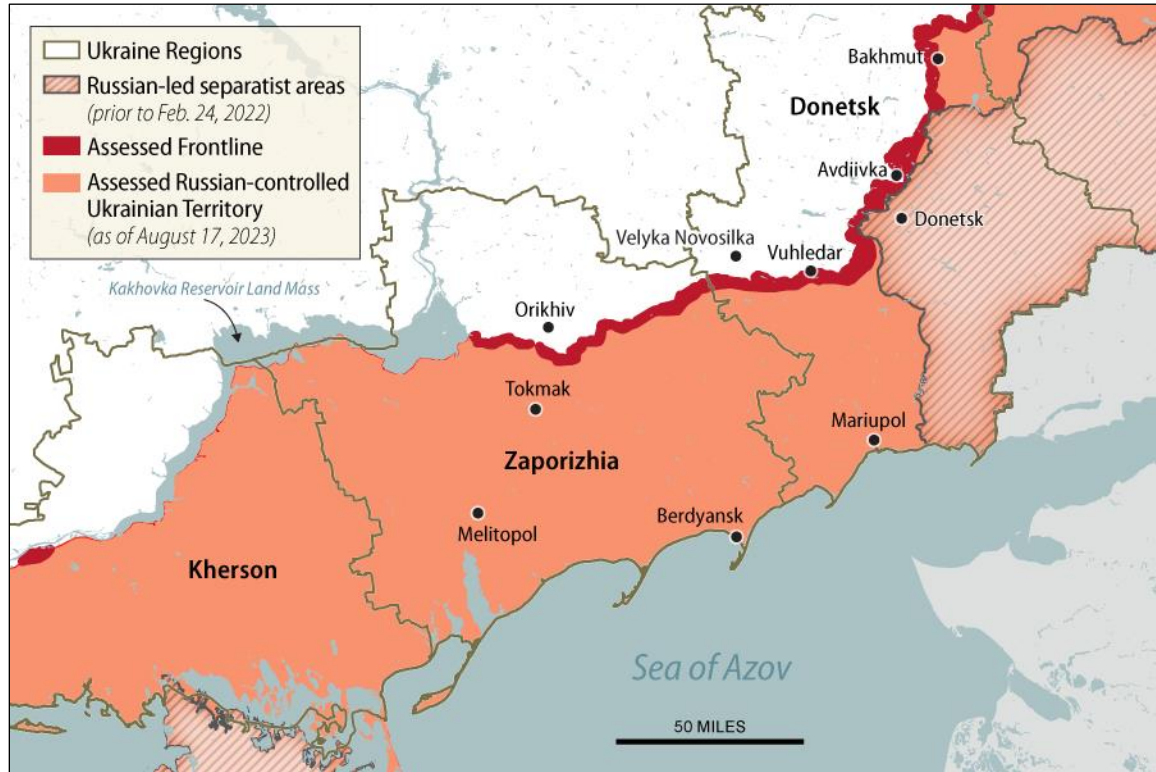 Ukraine Regions
Russian-led separatist areas
(prior to Feb. 24, 2022)
Assessed Frontline
Assessed Russian-controlled
Ukrainian Territory
(as of August 17, 2023)
Kakhovka Reservoir Land Mass
Bakhmut
Donetsk
Avdiivka
Donetsk
Velyka Novosilka
Vuhledar
Orikhiv
Tokmak
Mariupol
Zaporizhia
Melitopol
Berdyansk
Kherson
Sea of Azov
50 MILES